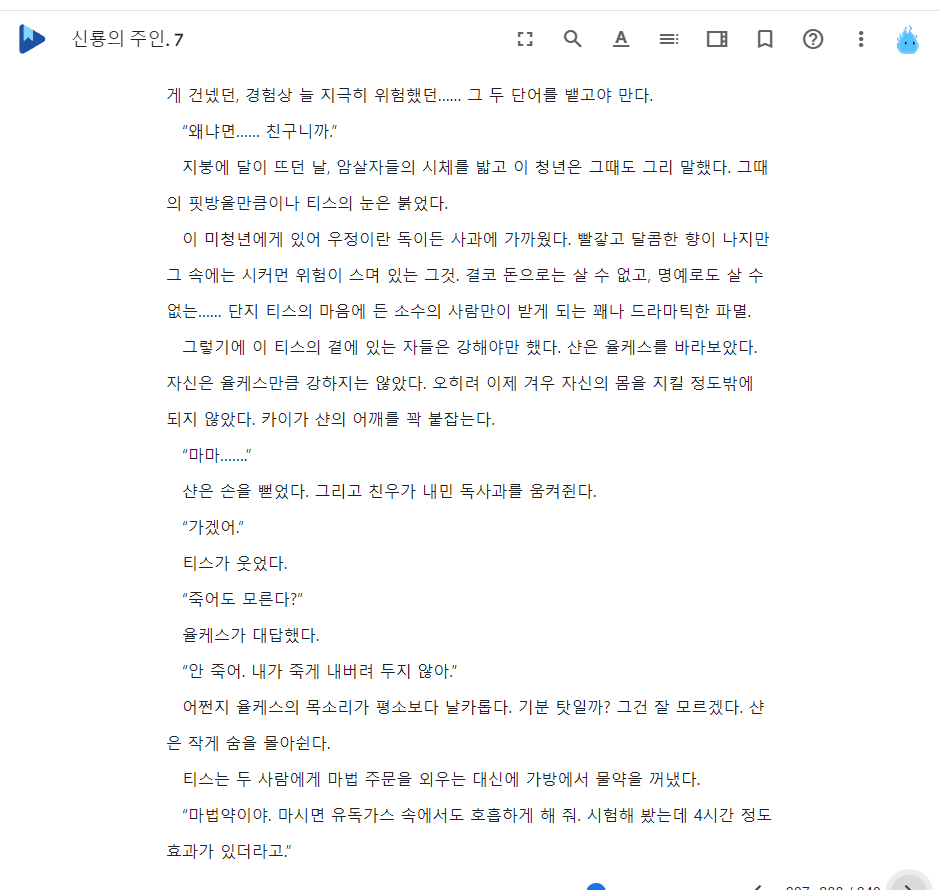 신룡의 주인. 7
게 건넸던, 경험상 늘 지극히 위험했던…… 그 두 단어를 뱉고야 만다.
“왜냐면…… 친구니까.”
지붕에 달이 뜨던 날, 암살자들의 시체를 밟고 이 청년은 그때도 그리 말했다. 그때
의 핏방울만큼이나 티스의 눈은 붉었다.
이 미청년에게 있어 우정이란 독이든 사과에 가까웠다. 빨갛고 달콤한 향이 나지만
그 속에는 시커먼 위험이 스며 있는 그것. 결코 돈으로는 살 수 없고, 명예로도 살 수
없는…… 단지 티스의 마음에 든 소수의 사람만이 받게 되는 꽤나 드라마틱한 파멸.
그렇기에 이 티스의 곁에 있는 자들은 강해야만 했다. 샨은 율케스를 바라보았다.
자신은 율케스만큼 강하지는 않았다. 오히려 이제 겨우 자신의 몸을 지킬 정도밖에
되지 않았다. 카이가 샨의 어깨를 꽉 붙잡는다.
“마마…….”
샨은 손을 뻗었다. 그리고 친우가 내민 독사과를 움켜쥔다.
“가겠어.”
티스가 웃었다.
“죽어도 모른다?”
율케스가 대답했다.
“안 죽어. 내가 죽게 내버려 두지 않아.”
어쩐지 율케스의 목소리가 평소보다 날카롭다. 기분 탓일까? 그건 잘 모르겠다. 샨
은 작게 숨을 몰아쉰다.
티스는 두 사람에게 마법 주문을 외우는 대신에 가방에서 물약을 꺼냈다.
“마법약이야. 마시면 유독가스 속에서도 호흡하게 해 줘. 시험해 봤는데 4시간 정도
효과가 있더라고.”